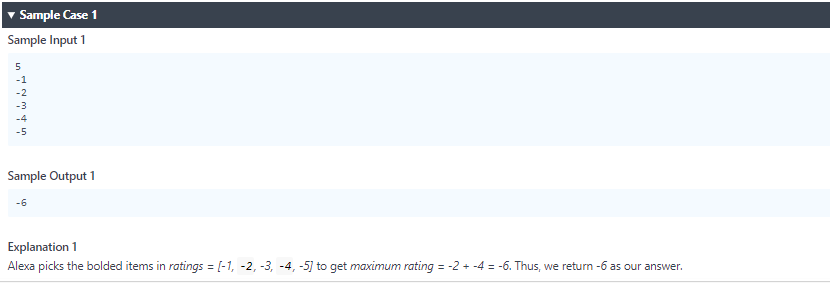 ▼ Sample Case 1
Sample Input 1
5
-1
-2
-3
-4
-5
Sample Output 1
-6
Explanation 1
Alexa picks the bolded items in ratings = [-1, -2, -3, -4, -5] to get maximum rating = -2 + -4 = -6. Thus, we return -6 as our answer.